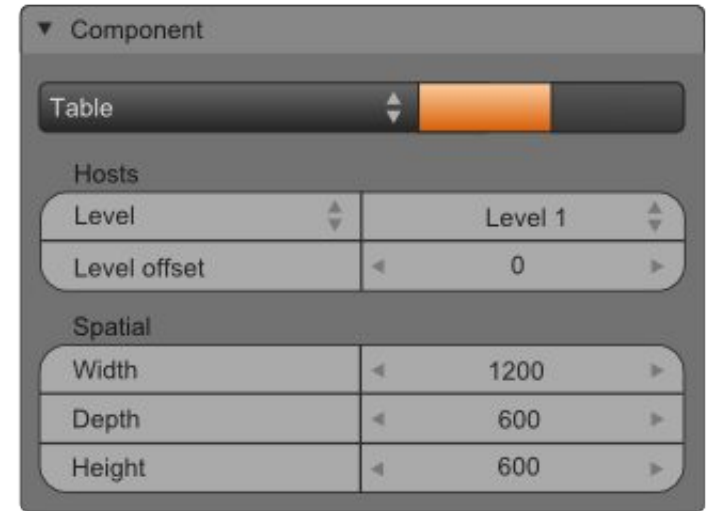 Component
Table
Hosts
Level Level 1
Level offset 0
Spatial
Width 1200
Depth 600
Height 600